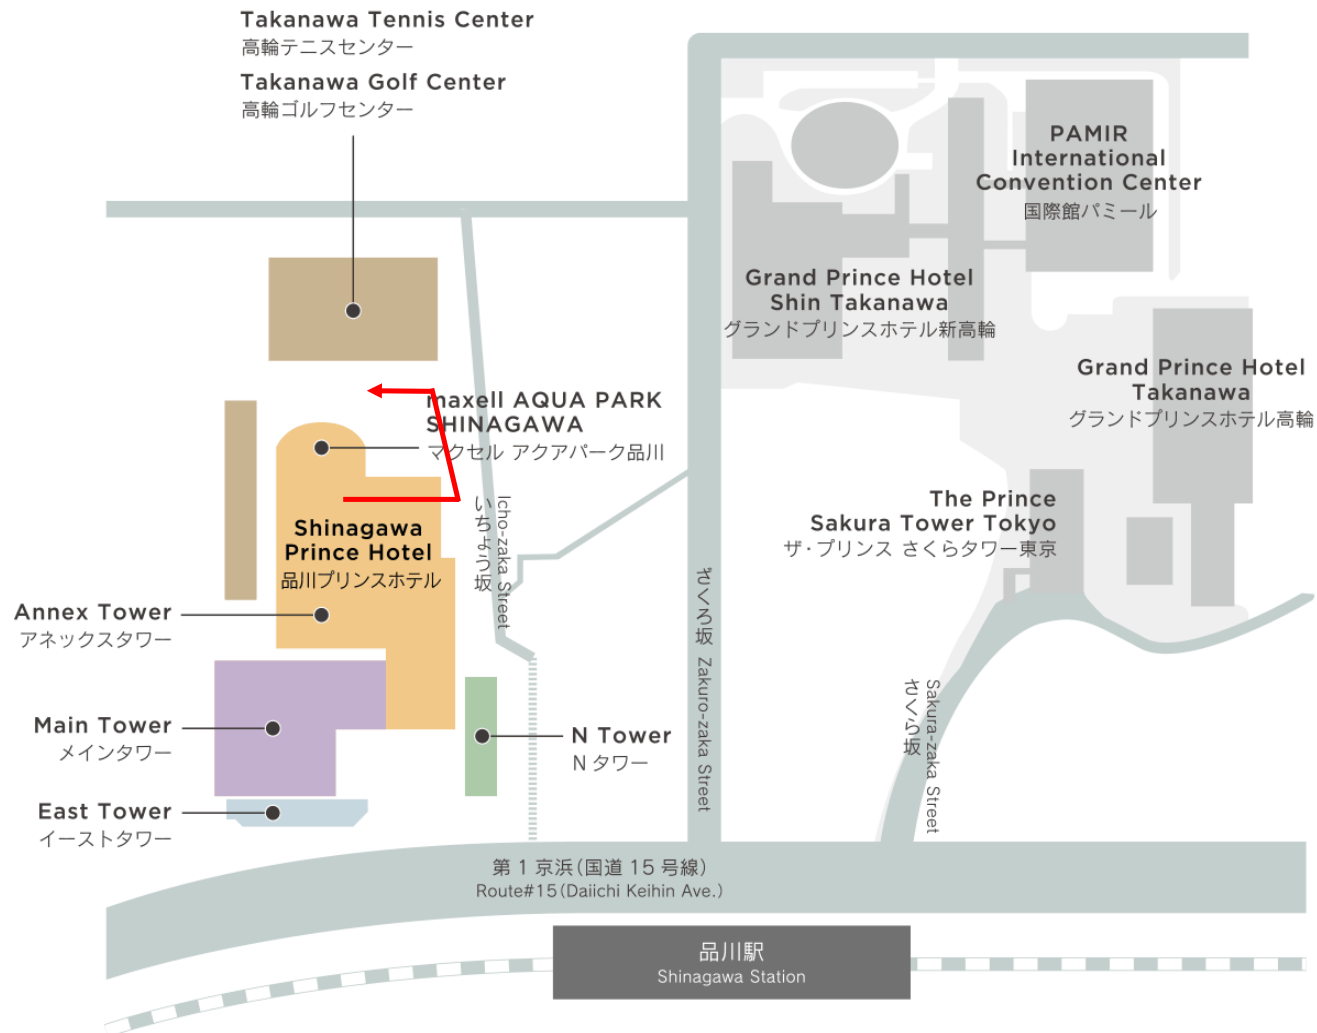 Takanawa Tennis Center
高輪テニスセンター
Takanawa Golf Center
高輪ゴルフセンター
PAMIR
International
Convention Center
国際館パミール
Grand Prince Hotel
Shin Takanawa
グランドプリンスホテル新高輪
Grand Prince Hotel
Takanawa
グランドプリンスホテル高輪
maxell AQUA PARK
SHINAGAWA
マクセル アクアパーク品川
The Prince
Sakura Tower Tokyo
ザ・プリンス さくらタワー東京
Shinagawa
Prince Hotel
品川プリンスホテル
Icho-zaka Street
いちょう坂
Annex Tower
アネックスタワー
ざくろ坂 Zakuro-zaka Street
Sakura-zaka Street
さくら坂
Main Tower
メインタワー
N Tower
N タワー
East Tower
イーストタワー
第 1 京浜(国道 15 号線)
Route#15(Daiichi Keihin Ave.)
品川駅
Shinagawa Station